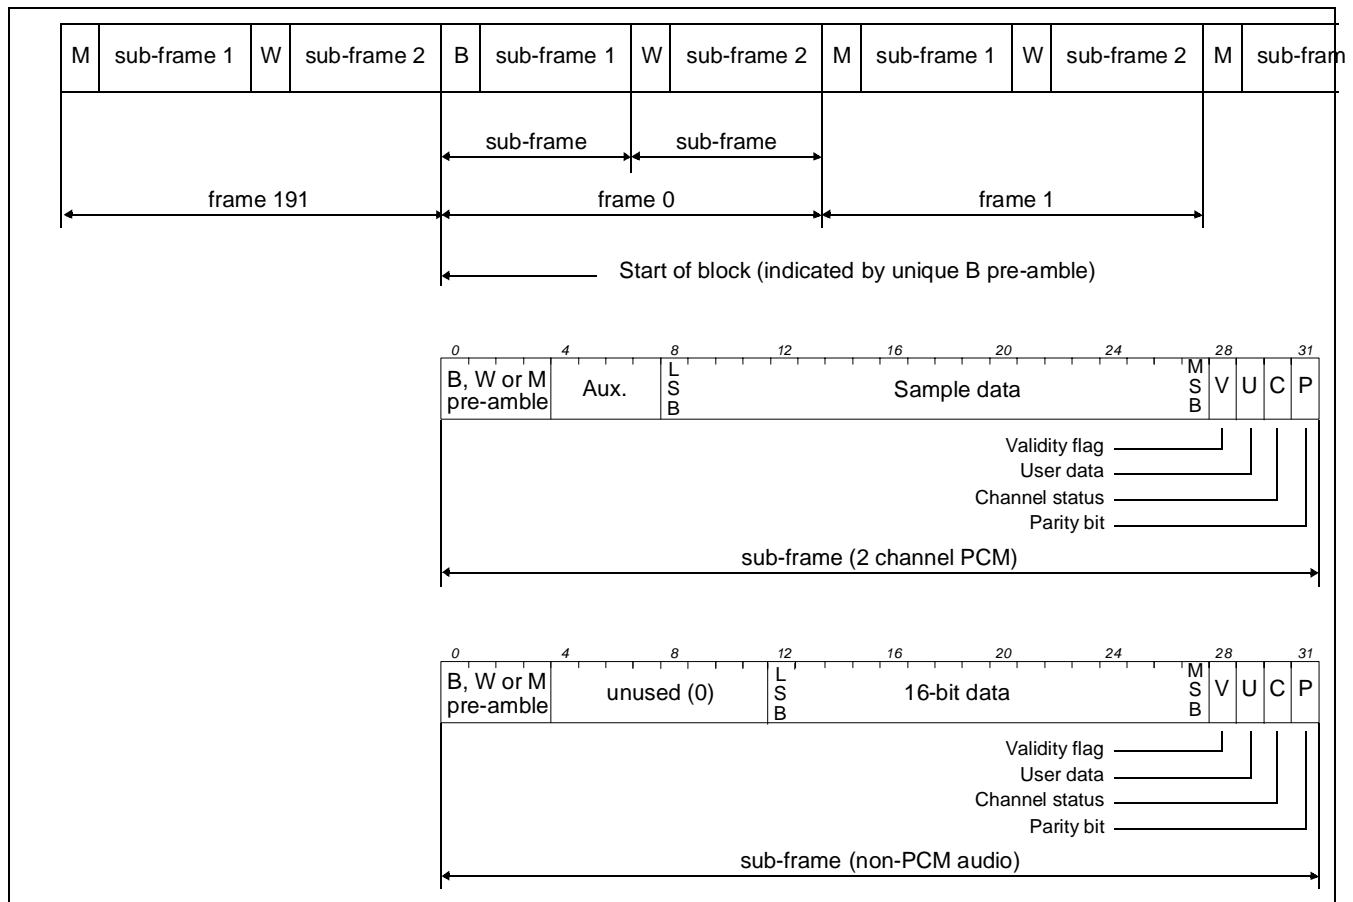 M sub-frame 1 W sub-frame 2 B sub-frame 1 W sub-frame 2 M sub-frame 1 W sub-frame 2 M sub-fram
sub-frame sub-frame
frame 191 frame 0 frame 1
Start of block (indicated by unique B pre-amble)
0 4 8 12 16 20 24 28 31
B, W or M
pre-amble
Aux.
LSB
Sample data
MSB
V U C P
Validity flag
User data
Channel status
Parity bit
sub-frame (2 channel PCM)
0 4 8 12 16 20 24 28 31
B, W or M
pre-amble
unused (0)
LSB
16-bit data
MSB
V U C P
Validity flag
User data
Channel status
Parity bit
sub-frame (non-PCM audio)